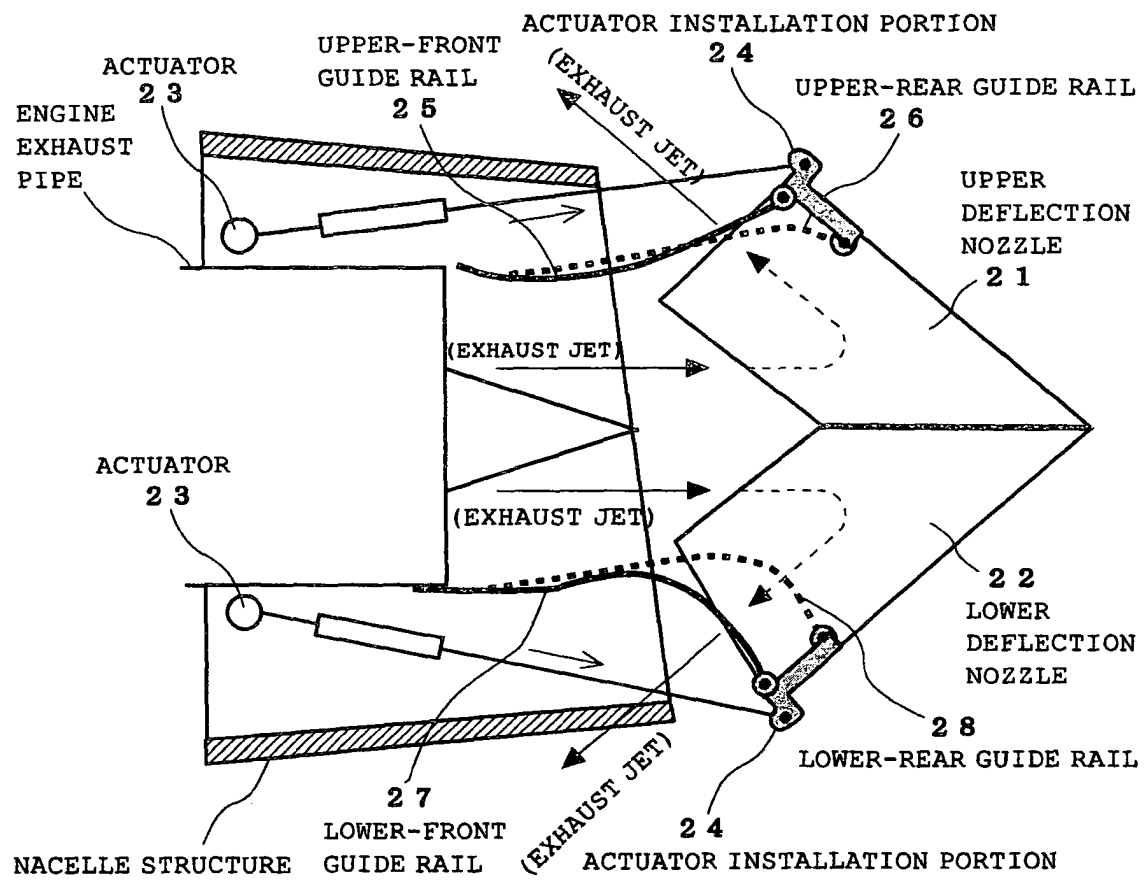 ACTUATOR INSTALLATION PORTION
24
UPPER-FRONT
GUIDE RAIL
25
(EXHAUST JET)
ACTUATOR
23
UPPER-REAR GUIDE RAIL
26
ENGINE
EXHAUST
PIPE
UPPER
DEFLECTION
NOZZLE
21
(EXHAUST JET)
ACTUATOR
23
(EXHAUST JET)
22
LOWER
DEFLECTION
NOZZLE
28
LOWER-REAR GUIDE RAIL
(EXHAUST JET)
27
LOWER-FRONT
GUIDE RAIL
24
ACTUATOR INSTALLATION PORTION
NACELLE STRUCTURE